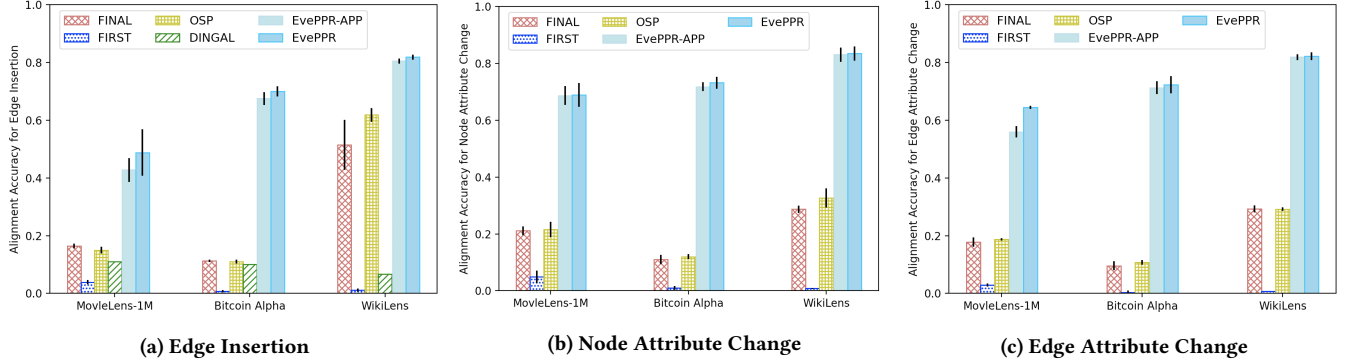 FINAL
FIRST
OSP
DINGAL
EvePPR-APP
EvePPR
Alignment Accuracy for Edge Insertion
1.0
0.8
0.6
0.4
0.2
0.0
MovleLens-1M
Bitcoin Alpha
WikiLens
(a) Edge Insertion
FINAL
FIRST
OSP
EvePPR-APP
EvePPR
Alignment Accuracy for Node Attribute Change
1.0
0.8
0.6
0.4
0.2
0.0
MovleLens-1M
Bitcoin Alpha
WikiLens
(b) Node Attribute Change
FINAL
FIRST
OSP
EvePPR-APP
EvePPR
Alignment Accuracy for Edge Attribute Change
1.0
0.8
0.6
0.4
0.2
0.0
MovleLens-1M
Bitcoin Alpha
WikiLens
(c) Edge Attribute Change